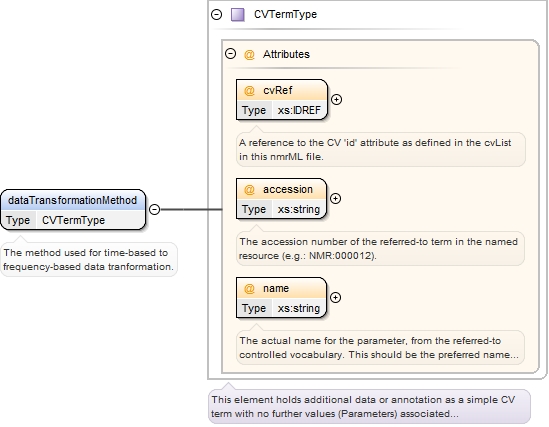 CVTermType
@ Attributes
@ cvRef
Type xs:IDREF
A reference to the CV 'id' attribute as defined in the cvList
in this nmrML file.
@ accession
Type xs:string
The accession number of the referred-to term in the named
resource (e.g.: NMR:000012).
dataTransformationMethod
Type CVTermType
The method used for time-based to
frequency-based data tranformation.
@ name
Type xs:string
The actual name for the parameter, from the referred-to
controlled vocabulary. This should be the preferred name...
This element holds additional data or annotation as a simple CV
term with no further values (Parameters) associated...